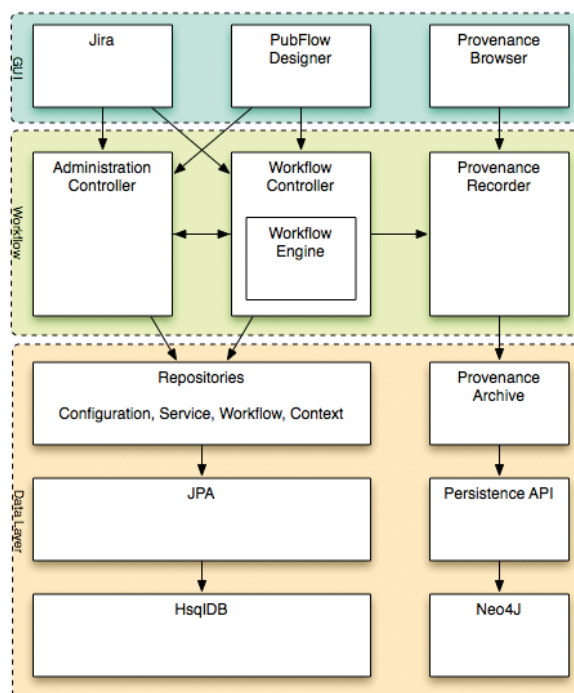 GUI
Jira
PubFlow
Designer
Provenance
Browser
Workflow
Administration
Controller
Workflow
Controller
Workflow
Engine
Provenance
Recorder
Data Layer
Repositories
Configuration, Service, Workflow, Context
Provenance
Archive
JPA
Persistence API
HsqlDB
Neo4J